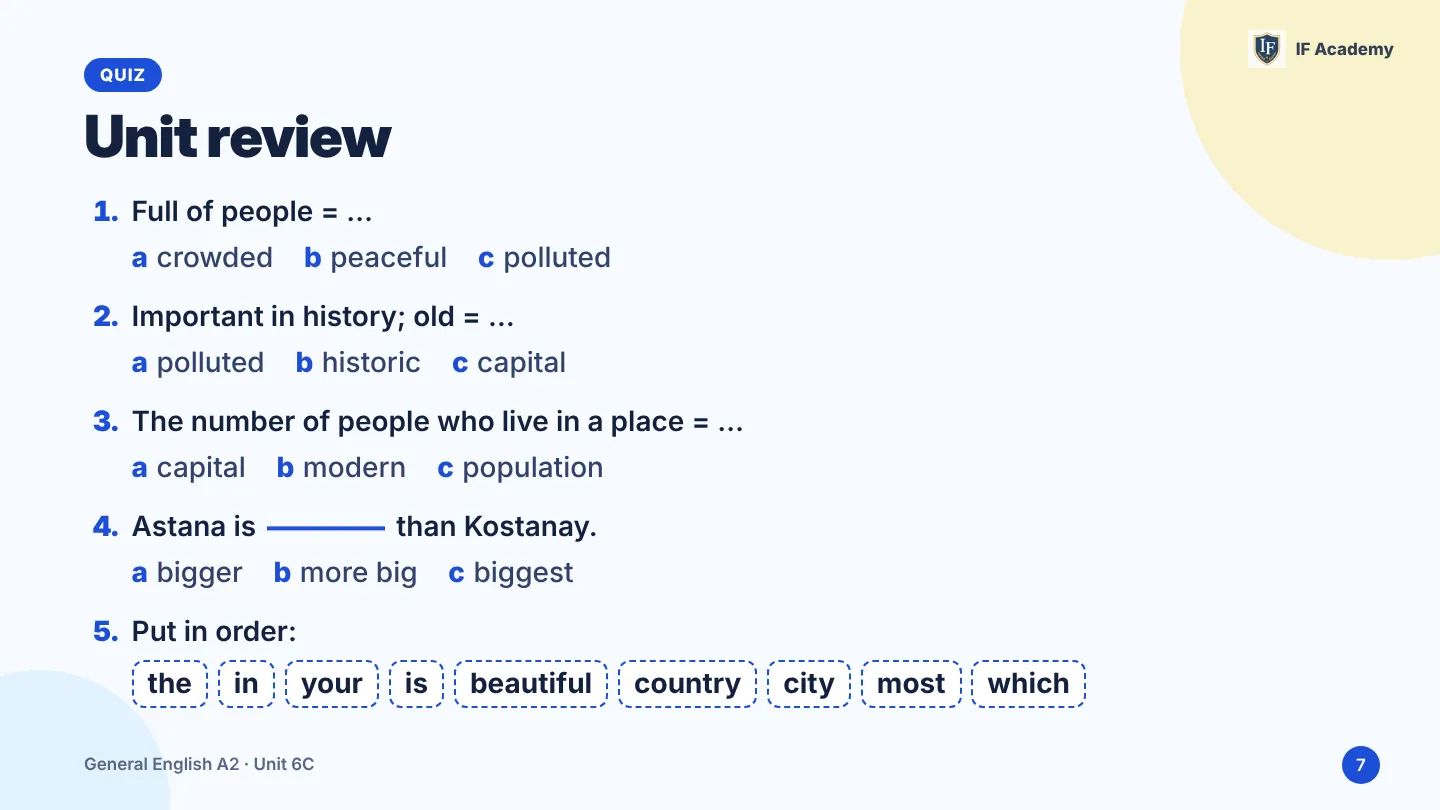 IF IF Academy
QUIZ
Unit review
1. Full of people = ...
a crowded b peaceful c polluted
2. Important in history; old = ...
a polluted b historic c capital
3. The number of people who live in a place = ...
a capital b modern c population
4. Astana is ______ than Kostanay.
a bigger b more big c biggest
5. Put in order:
the in your is beautiful country city most which
General English A2 · Unit 6C
7